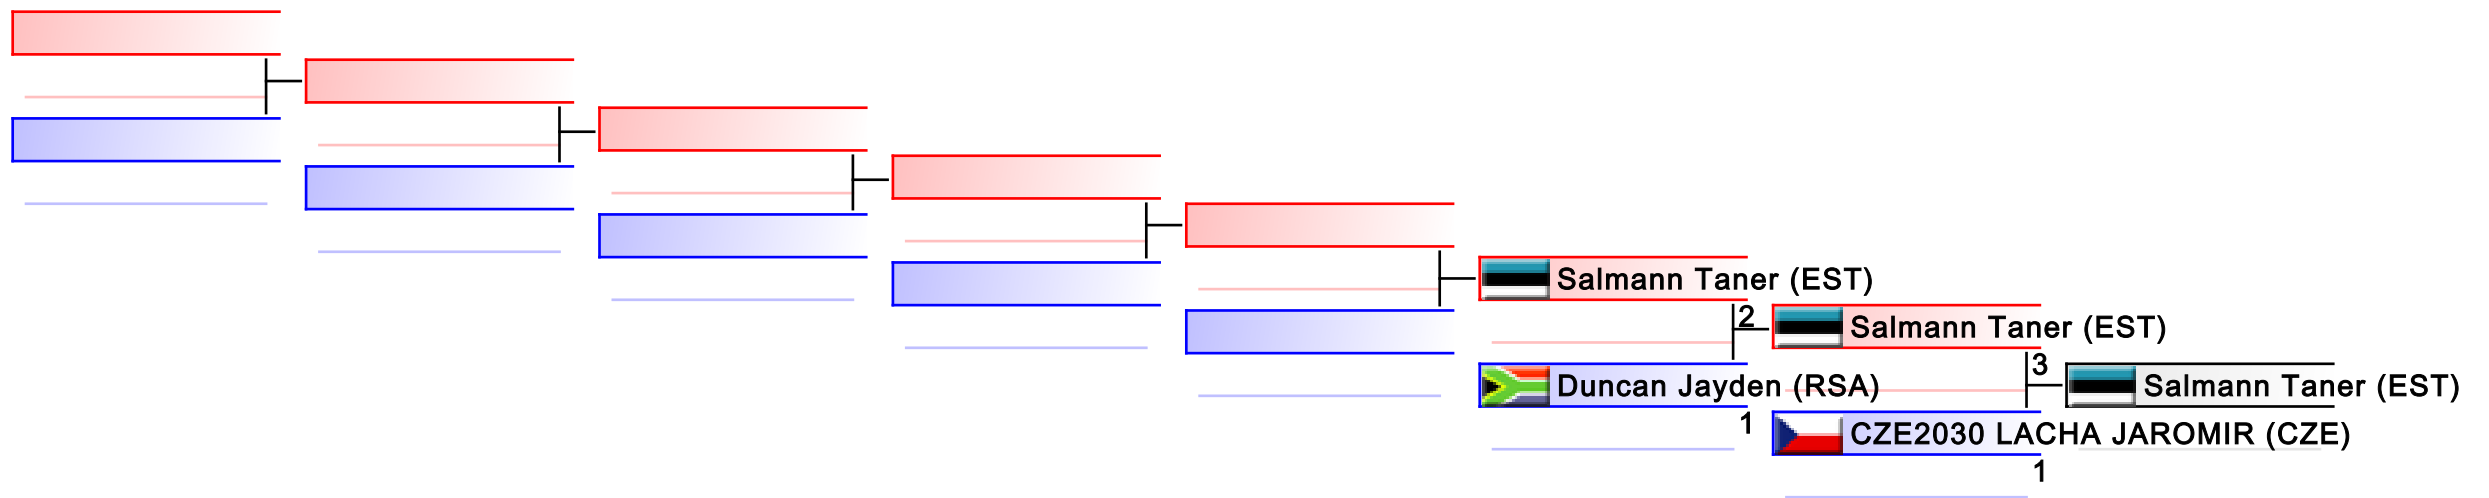 Salmann Taner (EST)
2
Salmann Taner (EST)
Duncan Jayden (RSA)
1
3
Salmann Taner (EST)
CZE2030 LACHA JAROMIR (CZE)
1